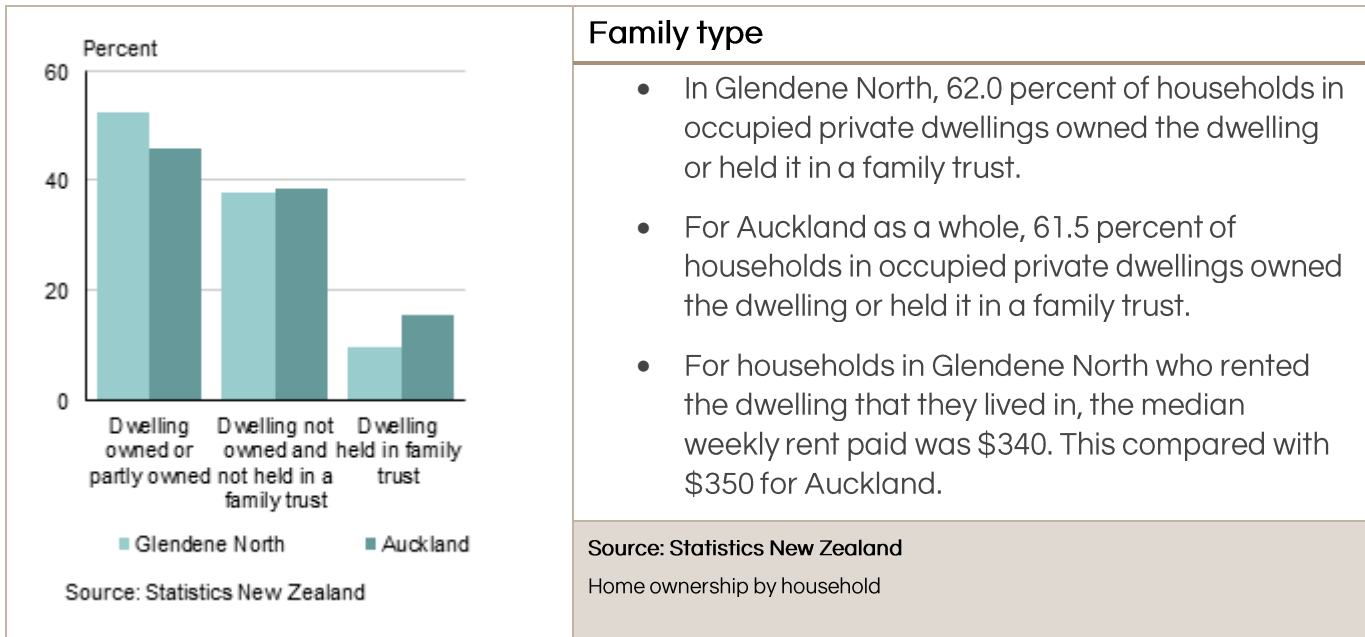 Percent
60
40
20
0
Dwelling
owned or
partly owned
Dwelling not
owned and
not held in a
family trust
Dwelling
held in family
trust
Glendene North
Auckland
Source: Statistics New Zealand
Family type
• In Glendene North, 62.0 percent of households in
occupied private dwellings owned the dwelling
or held it in a family trust.
• For Auckland as a whole, 61.5 percent of
households in occupied private dwellings owned
the dwelling or held it in a family trust.
• For households in Glendene North who rented
the dwelling that they lived in, the median
weekly rent paid was $340. This compared with
$350 for Auckland.
Source: Statistics New Zealand
Home ownership by household